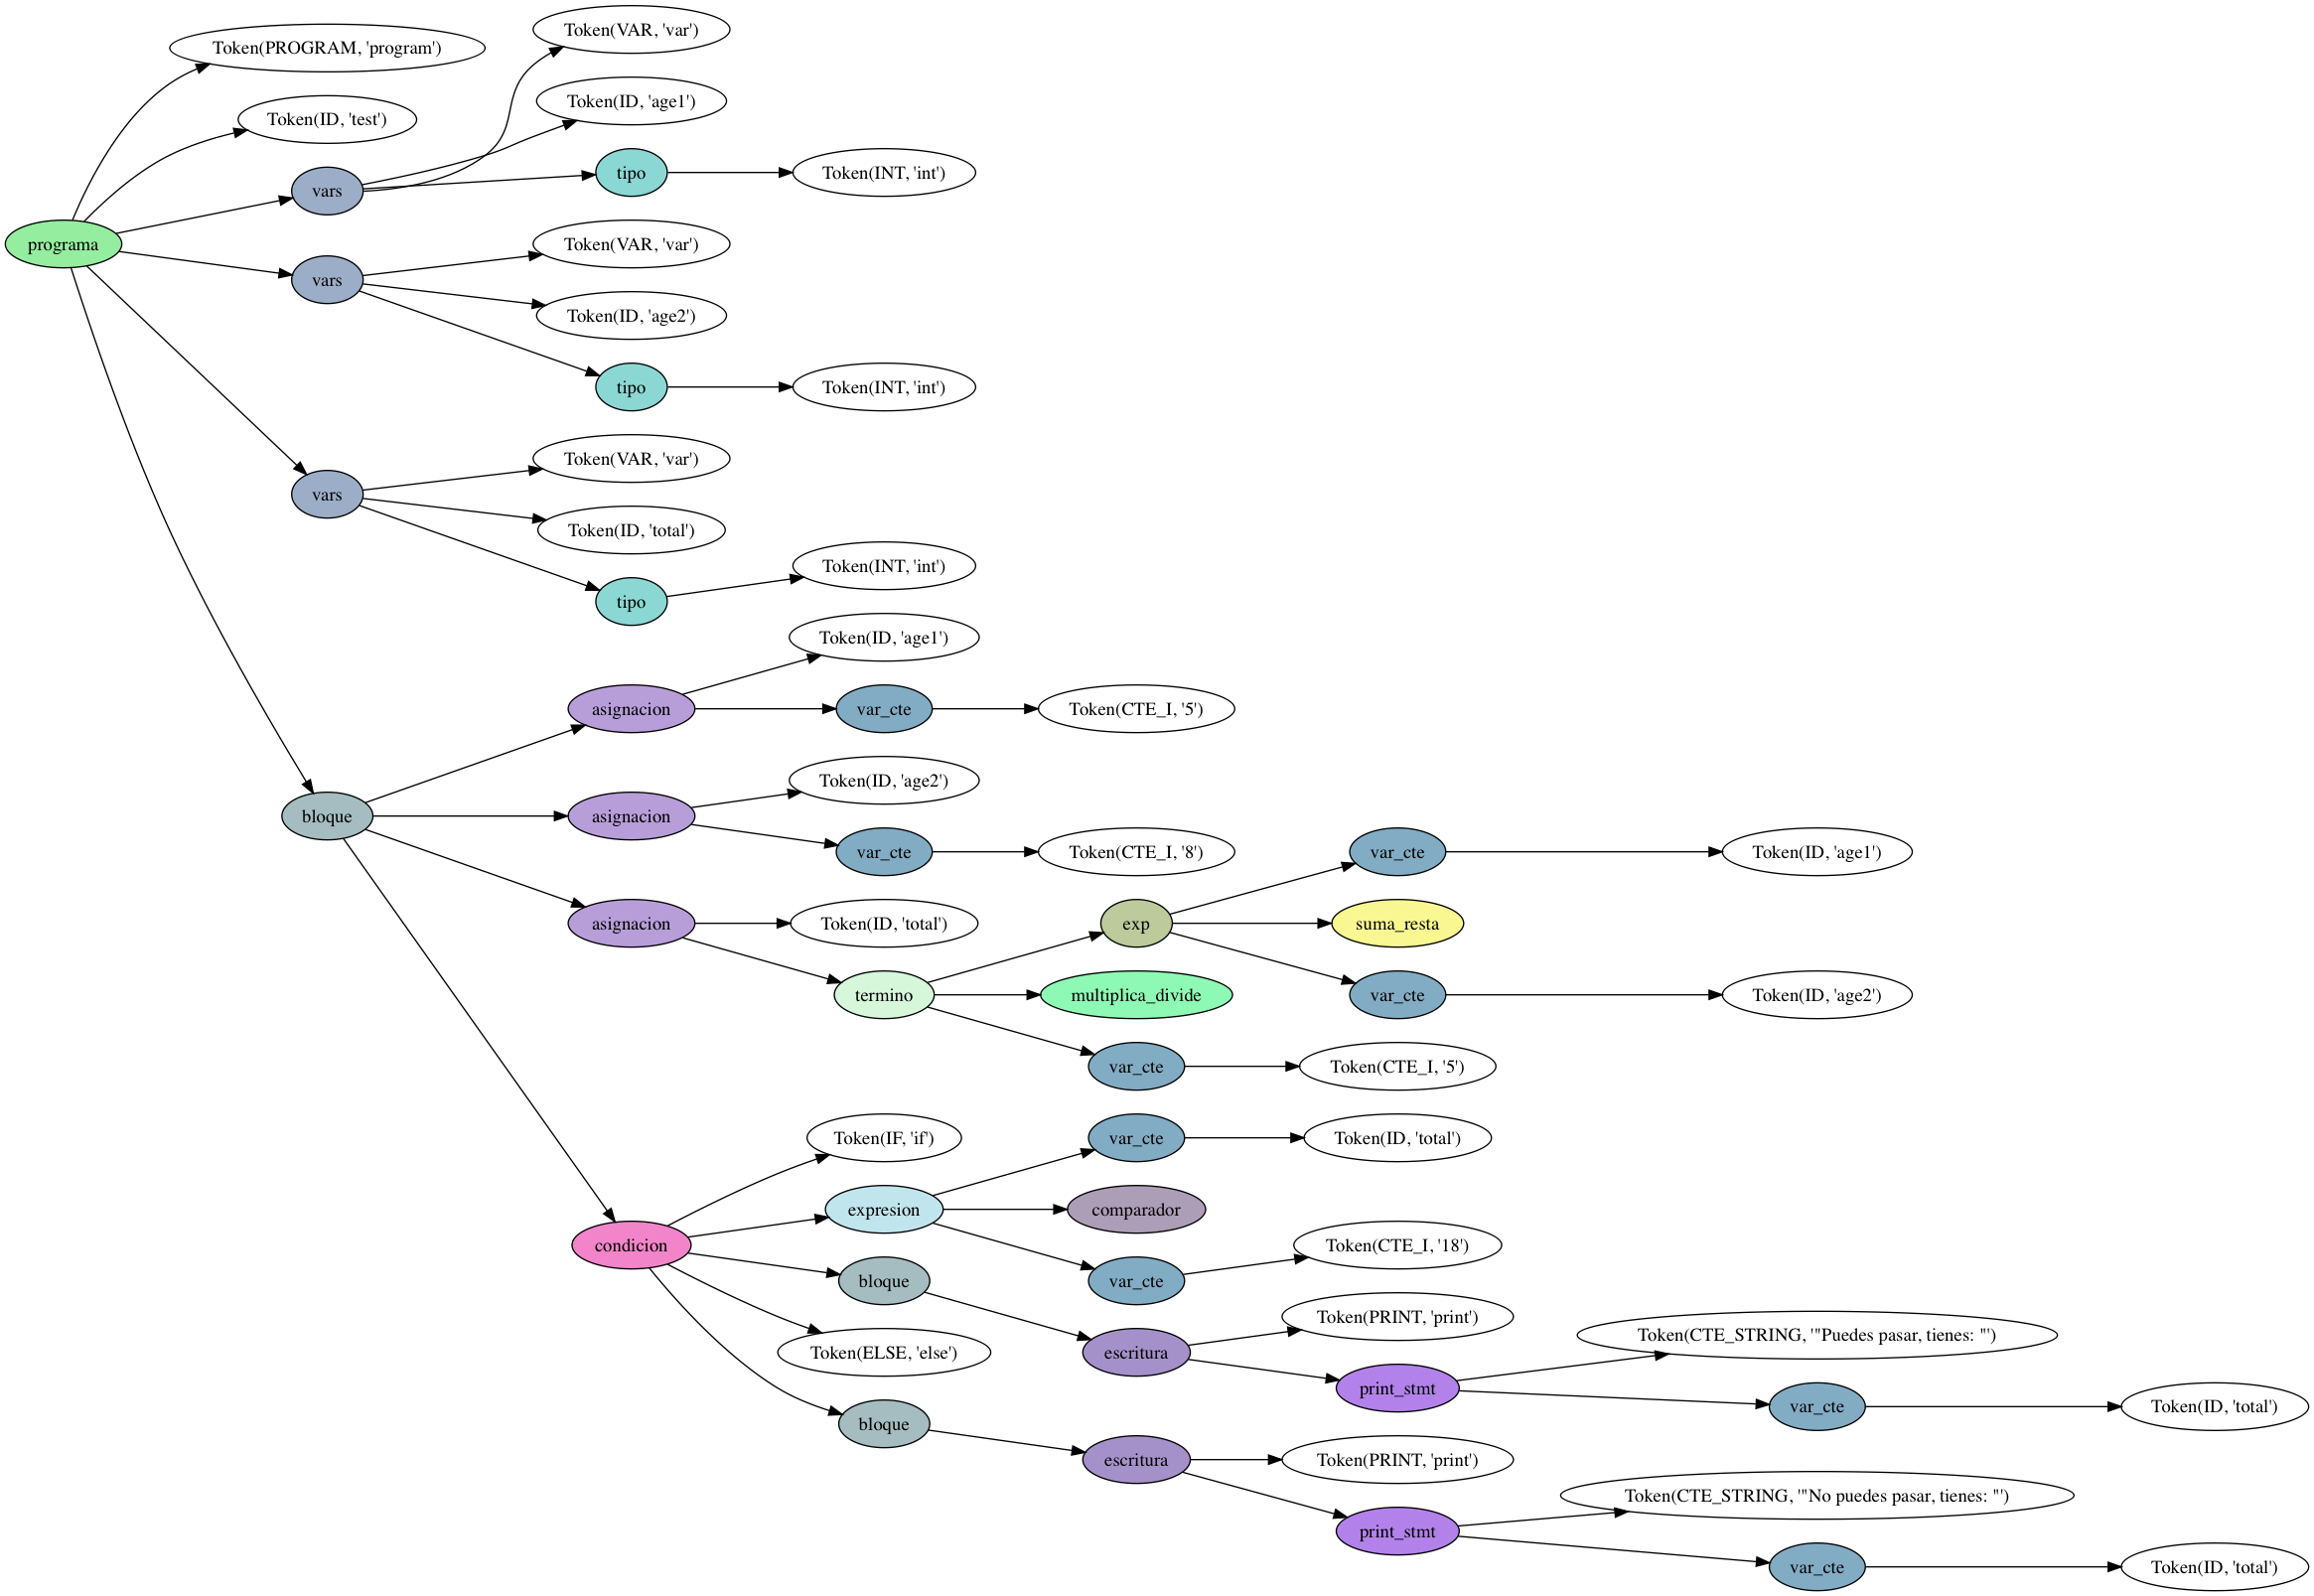 programa
Token(PROGRAM, 'program')
Token(ID, 'test')
vars
Token(VAR, 'var')
Token(ID, 'age1')
tipo
Token(INT, 'int')
vars
Token(VAR, 'var')
Token(ID, 'age2')
tipo
Token(INT, 'int')
vars
Token(VAR, 'var')
Token(ID, 'total')
tipo
Token(INT, 'int')
bloque
asignacion
Token(ID, 'age1')
var_cte
Token(CTE_I, '5')
asignacion
Token(ID, 'age2')
var_cte
Token(CTE_I, '8')
asignacion
Token(ID, 'total')
termino
exp
var_cte
Token(ID, 'age1')
suma_resta
var_cte
Token(ID, 'age2')
multiplica_divide
var_cte
Token(CTE_I, '5')
condicion
Token(IF, 'if')
expresion
var_cte
Token(ID, 'total')
comparador
var_cte
Token(CTE_I, '18')
bloque
escritura
Token(PRINT, 'print')
print_stmt
Token(CTE_STRING, '"Puedes pasar, tienes: "')
var_cte
Token(ID, 'total')
Token(ELSE, 'else')
bloque
escritura
Token(PRINT, 'print')
print_stmt
Token(CTE_STRING, '"No puedes pasar, tienes: "')
var_cte
Token(ID, 'total')